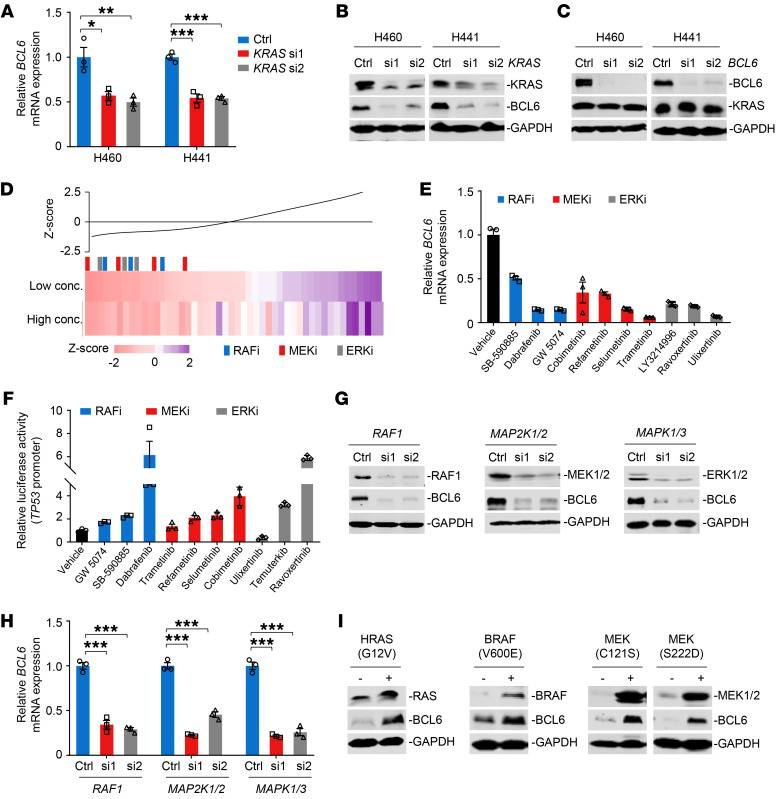 A
Relative BCL6
mRNA expression
1.5
1.0
0.5
0
**
*
***
***
Ctrl
KRAS si1
KRAS si2
H460
H441
B
H460
H441
Ctrl si1 si2 Ctrl si1 si2 KRAS
-KRAS
-BCL6
-GAPDH
C
H460
H441
Ctrl si1 si2 Ctrl si1 si2 BCL6
-BCL6
-KRAS
-GAPDH
D
Z-score
2.5
0
-2.5
Low conc.
High conc.
Z-score
-2 0 2
RAFi MEKi ERKi
E
Relative BCL6
mRNA expression
1.5
1.0
0.5
0
RAFi MEKi ERKi
Vehicle
SB-590885
Dabrafenib
GW 5074
Cobimetinib
Refametinib
Selumetinib
Trametinib
LY3214996
Ravoxertinib
Ulixertinib
F
Relative luciferase activity
(TP53 promoter)
10
8
6
4
2
0
RAFi MEKi ERKi
Vehicle
GW 5074
SB-590885
Dabrafenib
Trametinib
Refametinib
Selumetinib
Cobimetinib
Ulixertinib
Temuterkib
Ravoxertinib
G
RAF1
Ctrl si1 si2
-RAF1
-BCL6
-GAPDH
MAP2K1/2
Ctrl si1 si2
-MEK1/2
-BCL6
-GAPDH
MAPK1/3
Ctrl si1 si2
-ERK1/2
-BCL6
-GAPDH
H
Relative BCL6
mRNA expression
1.5
1.0
0.5
0
***
***
***
***
***
***
Ctrl si1 si2 Ctrl si1 si2 Ctrl si1 si2
RAF1 MAP2K1/2 MAPK1/3
I
HRAS
(G12V)
- +
-RAS
-BCL6
-GAPDH
BRAF
(V600E)
- +
-BRAF
-BCL6
-GAPDH
MEK
(C121S)
MEK
(S222D)
- + - +
-MEK1/2
-BCL6
-GAPDH